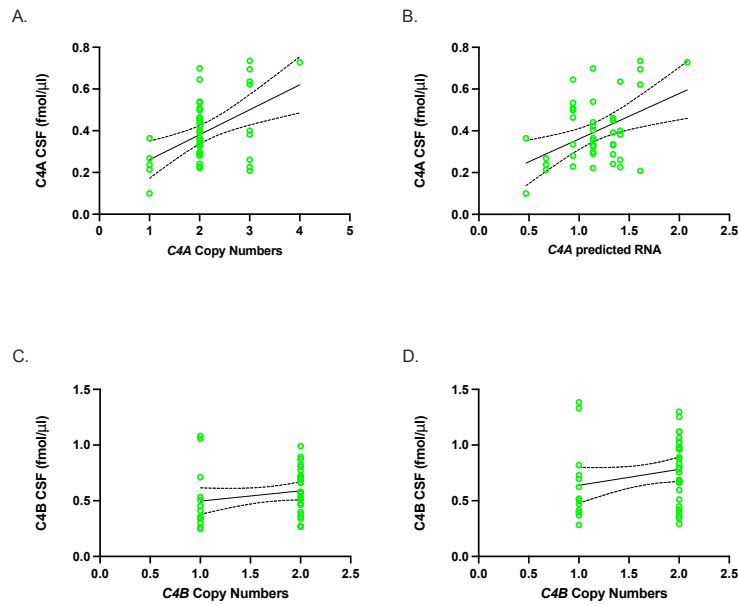 A.
C4A CSF (fmol/µl)
0.8
0.6
0.4
0.2
0.0
0 1 2 3 4 5
C4A Copy Numbers
B.
C4A CSF (fmol/µl)
0.8
0.6
0.4
0.2
0.0
0.0 0.5 1.0 1.5 2.0 2.5
C4A predicted RNA
C.
C4B CSF (fmol/µl)
1.5
1.0
0.5
0.0
0.0 0.5 1.0 1.5 2.0 2.5
C4B Copy Numbers
D.
C4B CSF (fmol/µl)
1.5
1.0
0.5
0.0
0.0 0.5 1.0 1.5 2.0 2.5
C4B Copy Numbers